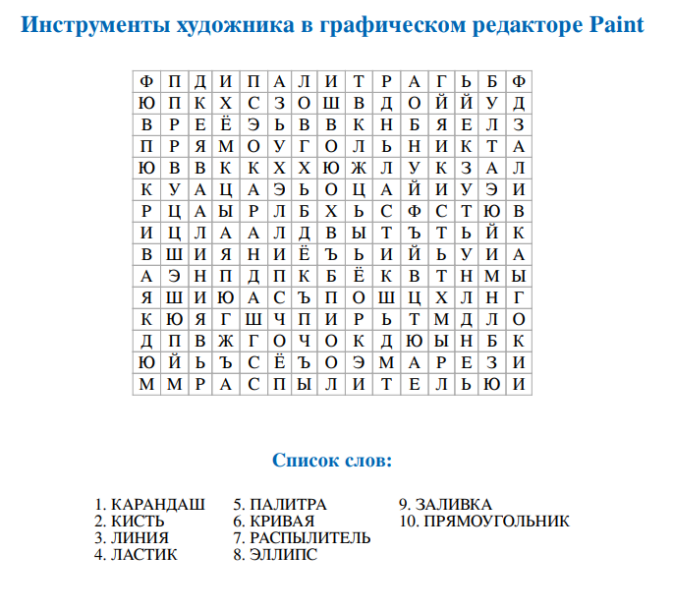 Инструменты художника в графическом редакторе Paint
Ф П Д И П А Л И Т Р А Г Ь Б Ф
Ю П К Х С З О Ш В Д О Й Й У Д
В Р Е Ё Э Ь В В К Н Б Я Е Л З
П Р Я М О У Г О Л Ь Н И К Т А
Ю В В К К Х Х Ю Ж Л У К З А Л
К У А Ц А Э Ь О Ц А Й И У Э И
Р Ц А Ы Р Л Б Х Ь С Ф С Т Ю В
И Ц Л А А Л Д В Ы Т Ъ Т Ь Й К
В Ш И Я Н И Ё Ъ Ь И Й Ь У И А
А Э Н П Д П К Б Ё К В Т Н М Ы
Я Ш И Ю А С Ъ П О Ш Ц Х Л Н Г
К Ю Я Г Ш Ч П И Р Ь Т М Д Л О
Д П В Ж Г О Ч О К Д Ю Ы Н Б К
Ю Й Ь Ъ С Ё Ъ О Э М А Р Е З И
М М Р А С П Ы Л И Т Е Л Ь Ю И
Список слов:
1. КАРАНДАШ 5. ПАЛИТРА 9. ЗАЛИВКА
2. КИСТЬ 6. КРИВАЯ 10. ПРЯМОУГОЛЬНИК
3. ЛИНИЯ 7. РАСПЫЛИТЕЛЬ
4. ЛАСТИК 8. ЭЛЛИПС